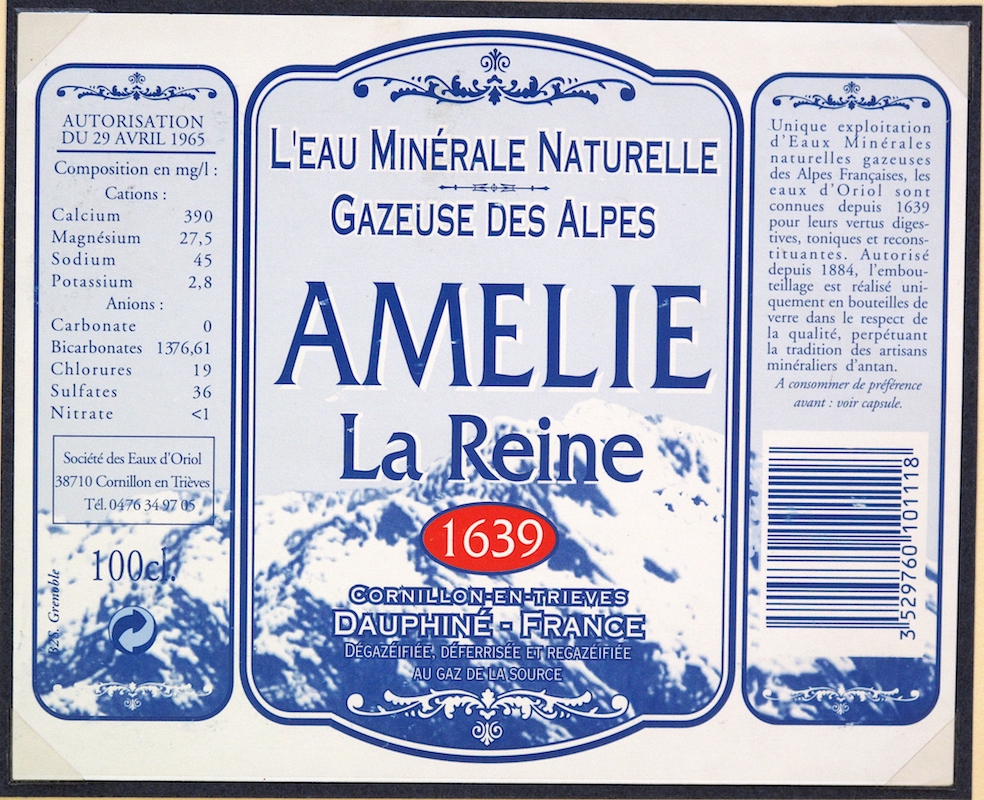 AUTORISATION
DU 29 AVRIL 1965
Composition en mg/l :
Cations :
Calcium 390
Magnésium 27,5
Sodium 45
Potassium 2,8
Anions :
Carbonate 0
Bicarbonates 1376,61
Chlorures 19
Sulfates 36
Nitrate <1
Société des Eaux d'Oriol
38710 Cornillon en Trièves
Tél. 0476 34 97 05
100cl.
L'EAU MINÉRALE NATURELLE
GAZEUSE DES ALPES
AMELIE
La Reine
1639
CORNILLON-EN-TRIEVES
DAUPHINÉ - FRANCE
DÉGAZÉIFIÉE, DÉFERRISÉE ET REGAZÉIFIÉE
AU GAZ DE LA SOURCE
Unique exploitation
d'Eaux Minérales
naturelles gazeuses
des Alpes Françaises, les
eaux d'Oriol sont
connues depuis 1639
pour leurs vertus diges-
tives, toniques et recons-
tituantes. Autorisé
depuis 1884, l'embou-
teillage est réalisé uni-
quement en bouteilles de
verre dans le respect de
la qualité, perpétuant
la tradition des artisans
minéraliers d'antan.
A consommer de préférence
avant : voir capsule.
3 529760 101118